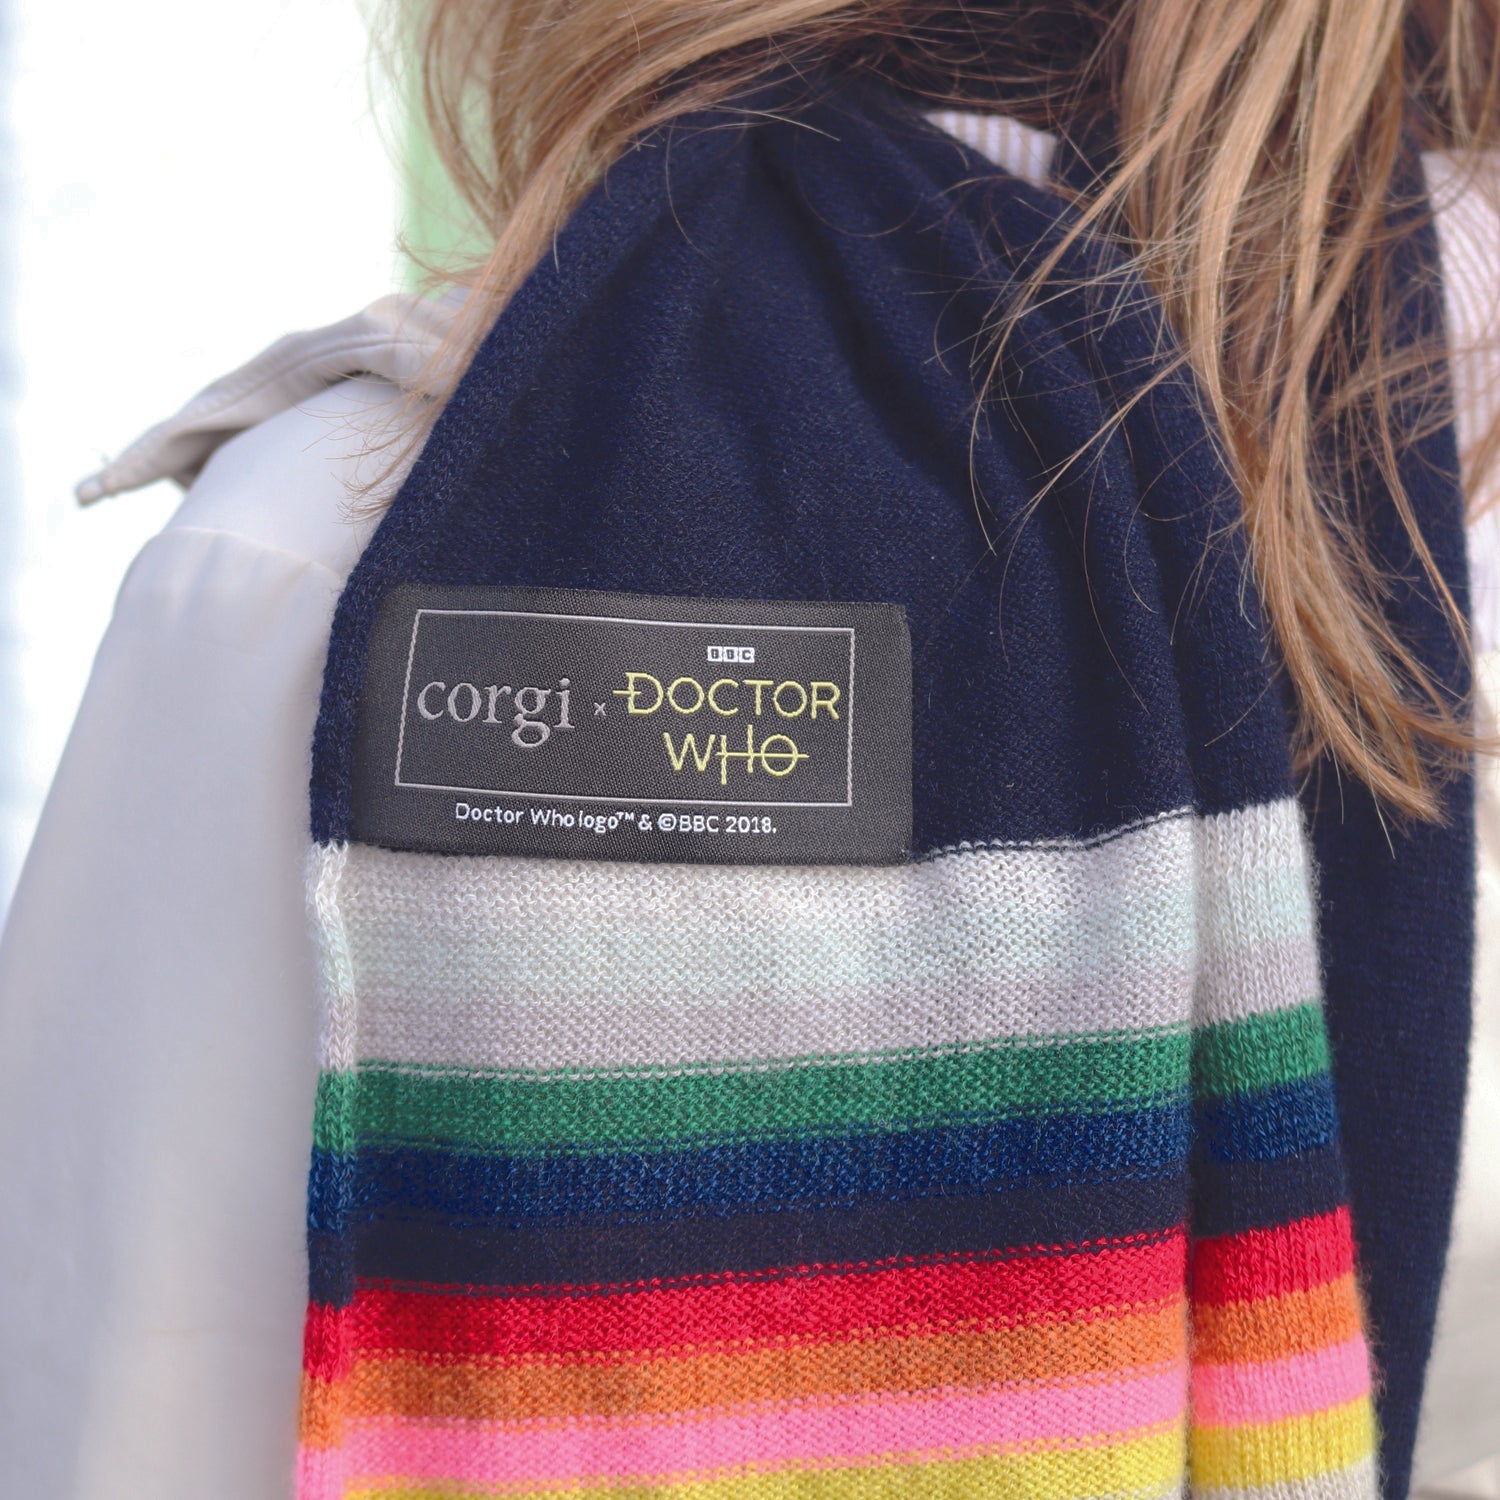 BBC
corgi x DOCTOR
WHO
Doctor Who logo™ & ©BBC 2018.